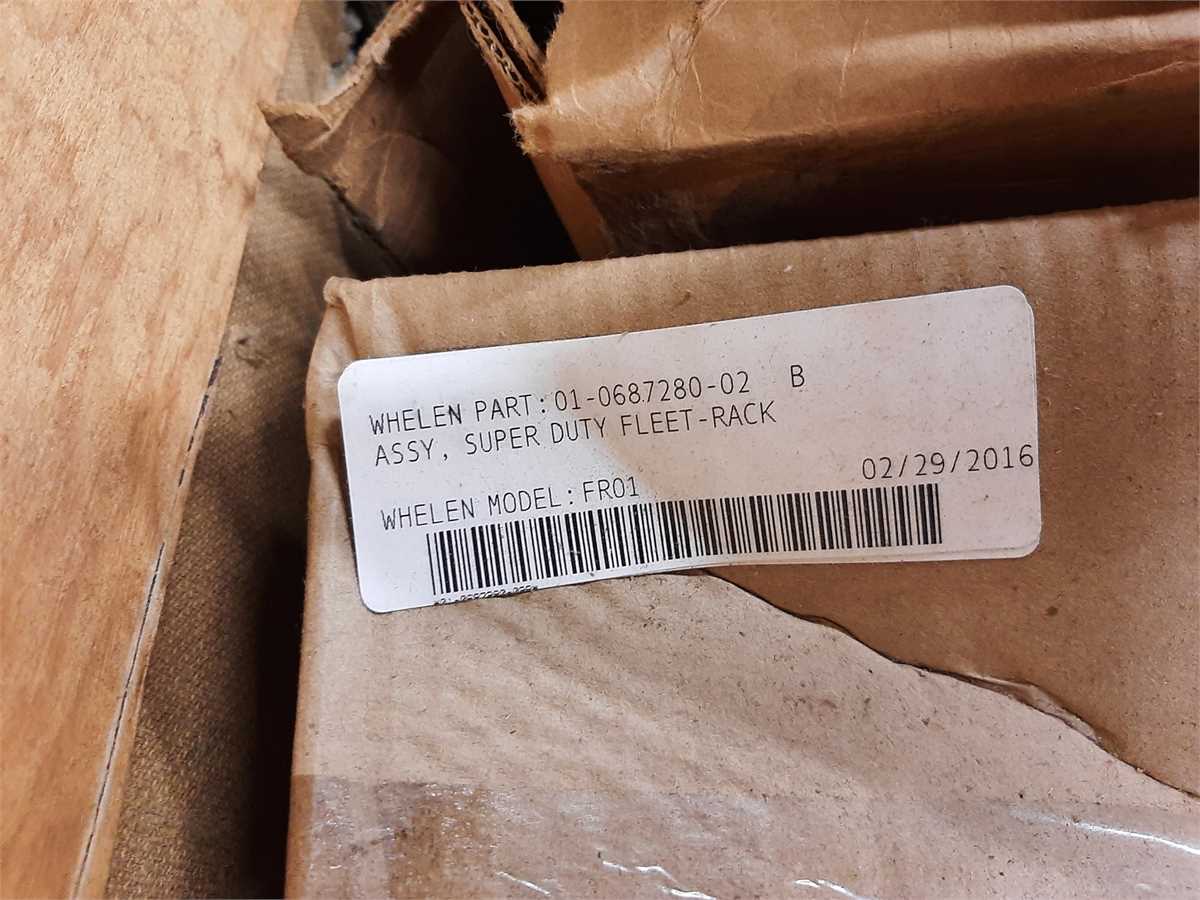 WHELEN PART: 01-0687280-02 B
ASSY, SUPER DUTY FLEET-RACK
02/29/2016
WHELEN MODEL: FR01